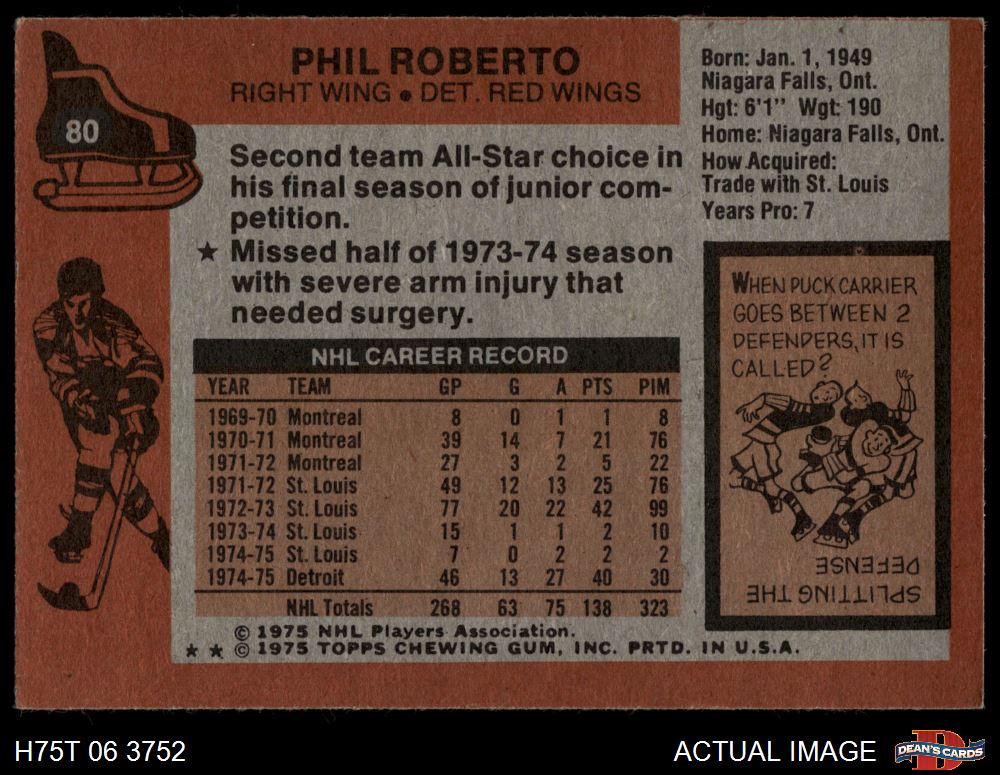 PHIL ROBERTO
RIGHT WING • DET. RED WINGS
80
Second team All-Star choice in
his final season of junior com-
petition.
★ Missed half of 1973-74 season
with severe arm injury that
needed surgery.
NHL CAREER RECORD
YEAR TEAM GP G A PTS PIM
1969-70 Montreal 8 0 1 1 8
1970-71 Montreal 39 14 7 21 76
1971-72 Montreal 27 3 2 5 22
1971-72 St. Louis 49 12 13 25 76
1972-73 St. Louis 77 20 22 42 99
1973-74 St. Louis 15 1 1 2 10
1974-75 St. Louis 7 0 2 2 2
1974-75 Detroit 46 13 27 40 30
NHL Totals 268 63 75 138 323
© 1975 NHL Players Association.
★ ★ © 1975 TOPPS CHEWING GUM, INC. PRTD. IN U.S.A.
Born: Jan. 1, 1949
Niagara Falls, Ont.
Hgt: 6'1" Wgt: 190
Home: Niagara Falls, Ont.
How Acquired:
Trade with St. Louis
Years Pro: 7
WHEN PUCK CARRIER
GOES BETWEEN 2
DEFENDERS, IT IS
CALLED?
SPLITTING THE
DEFENSE
H75T 06 3752
ACTUAL IMAGE
D
DEAN'S CARDS